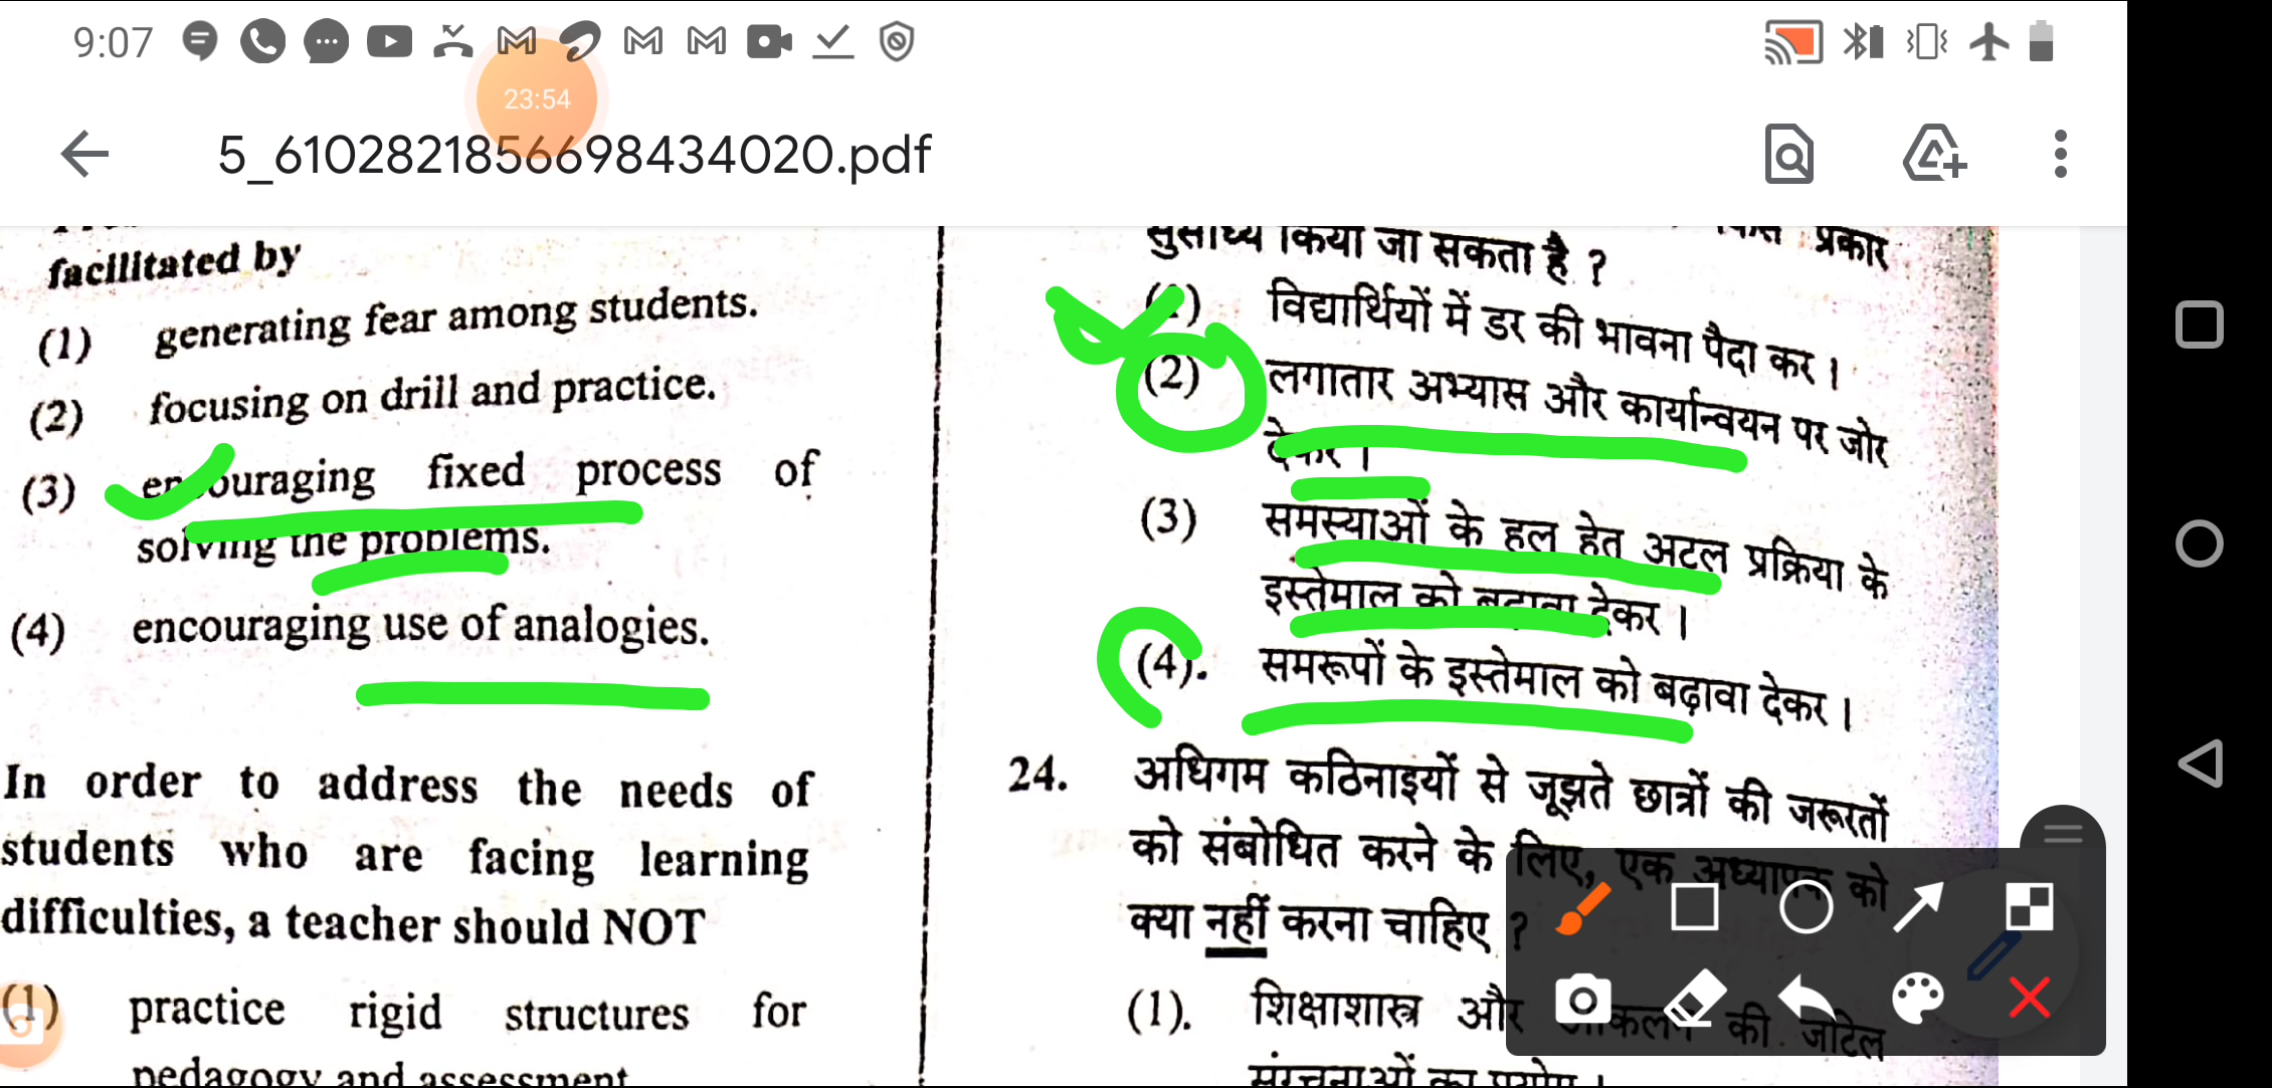 9:07
23:54
5_6102821856698434020.pdf
facilitated by
(1) generating fear among students.
(2) focusing on drill and practice.
(3) encouraging fixed process of
solving the problems.
(4) encouraging use of analogies.
In order to address the needs of
students who are facing learning
difficulties, a teacher should NOT
(1) practice rigid structures for
pedagogy and assessment
प्रकार
सुसाध्य किया जा सकता है ?
(1) विद्यार्थियों में डर की भावना पैदा कर ।
(2) लगातार अभ्यास और कार्यान्वयन पर जोर
देकर ।
(3) समस्याओं के हल हेतु अटल प्रक्रिया के
इस्तेमाल को बढ़ावा देकर ।
(4). समरूपों के इस्तेमाल को बढ़ावा देकर ।
24. अधिगम कठिनाइयों से जूझते छात्रों की जरूरतों
को संबोधित करने के लिए, एक अध्यापक को
क्या नहीं करना चाहिए ?
(1). शिक्षाशास्त्र और आकलन की जटिल
संरचनाओं का प्रयोग ।